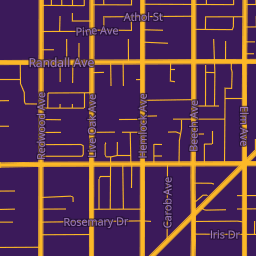 Athol St
Pine Ave
Randall Ave
Redwood Ave
Live Oak Ave
Hemlock Ave
Beech Ave
Elm Ave
Carob Ave
Rosemary Dr
Iris Dr